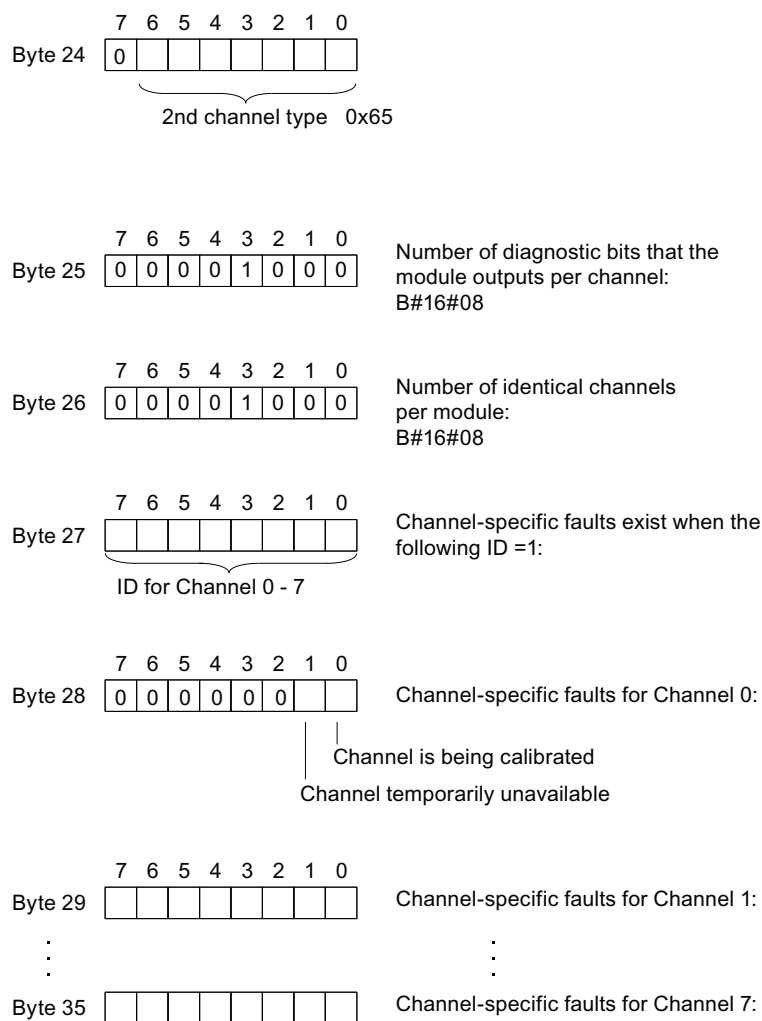 7 6 5 4 3 2 1 0
Byte 24 0
2nd channel type 0x65
7 6 5 4 3 2 1 0
Byte 25 0 0 0 0 1 0 0 0
Number of diagnostic bits that the
module outputs per channel:
B#16#08
7 6 5 4 3 2 1 0
Byte 26 0 0 0 0 1 0 0 0
Number of identical channels
per module:
B#16#08
7 6 5 4 3 2 1 0
Byte 27
Channel-specific faults exist when the
following ID =1:
ID for Channel 0 - 7
7 6 5 4 3 2 1 0
Byte 28 0 0 0 0 0 0 Channel-specific faults for Channel 0:
Channel is being calibrated
Channel temporarily unavailable
7 6 5 4 3 2 1 0
Byte 29 Channel-specific faults for Channel 1:
Byte 35 Channel-specific faults for Channel 7: